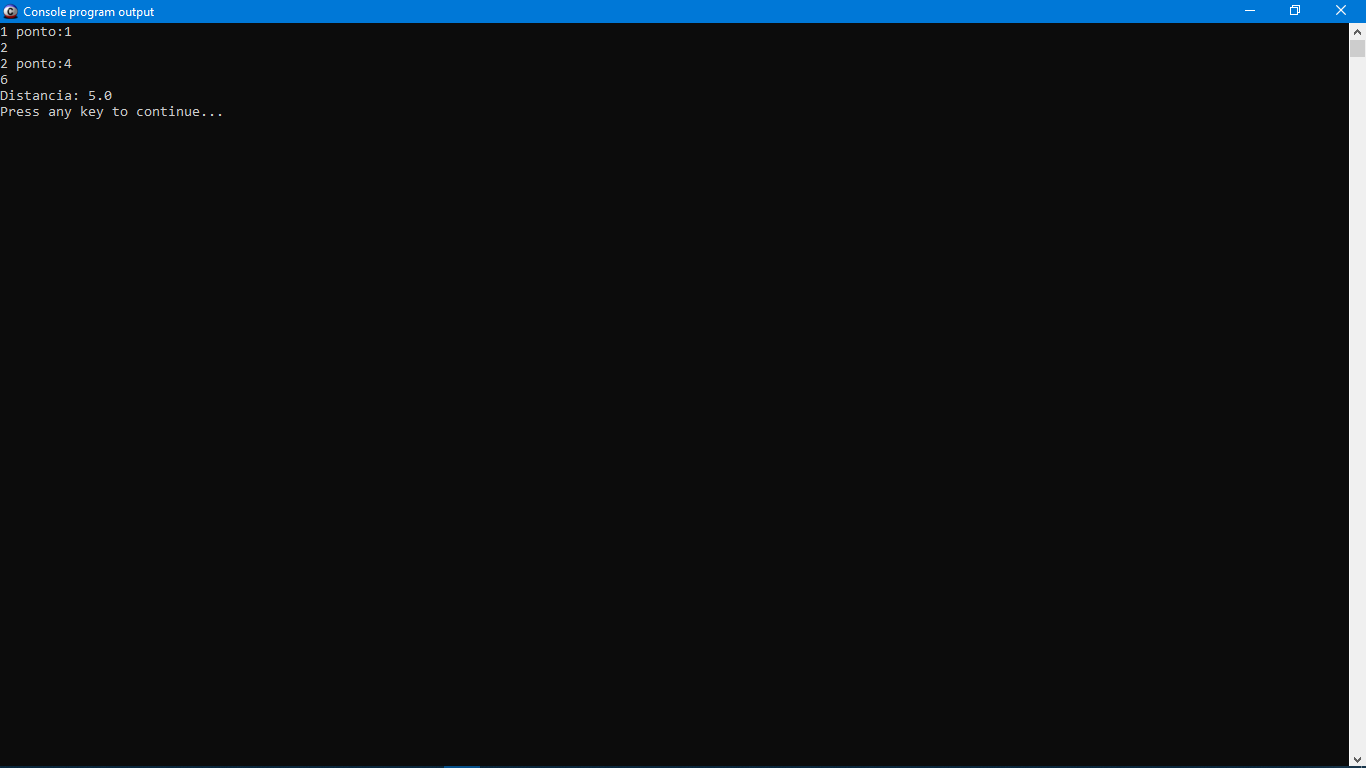 Console program output
1 ponto:1
2
2 ponto:4
6
Distancia: 5.0
Press any key to continue...